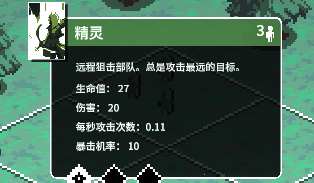 精灵
3
远程狙击部队。总是攻击最远的目标。
生命值： 27
伤害： 20
每秒攻击次数： 0.11
暴击机率： 10